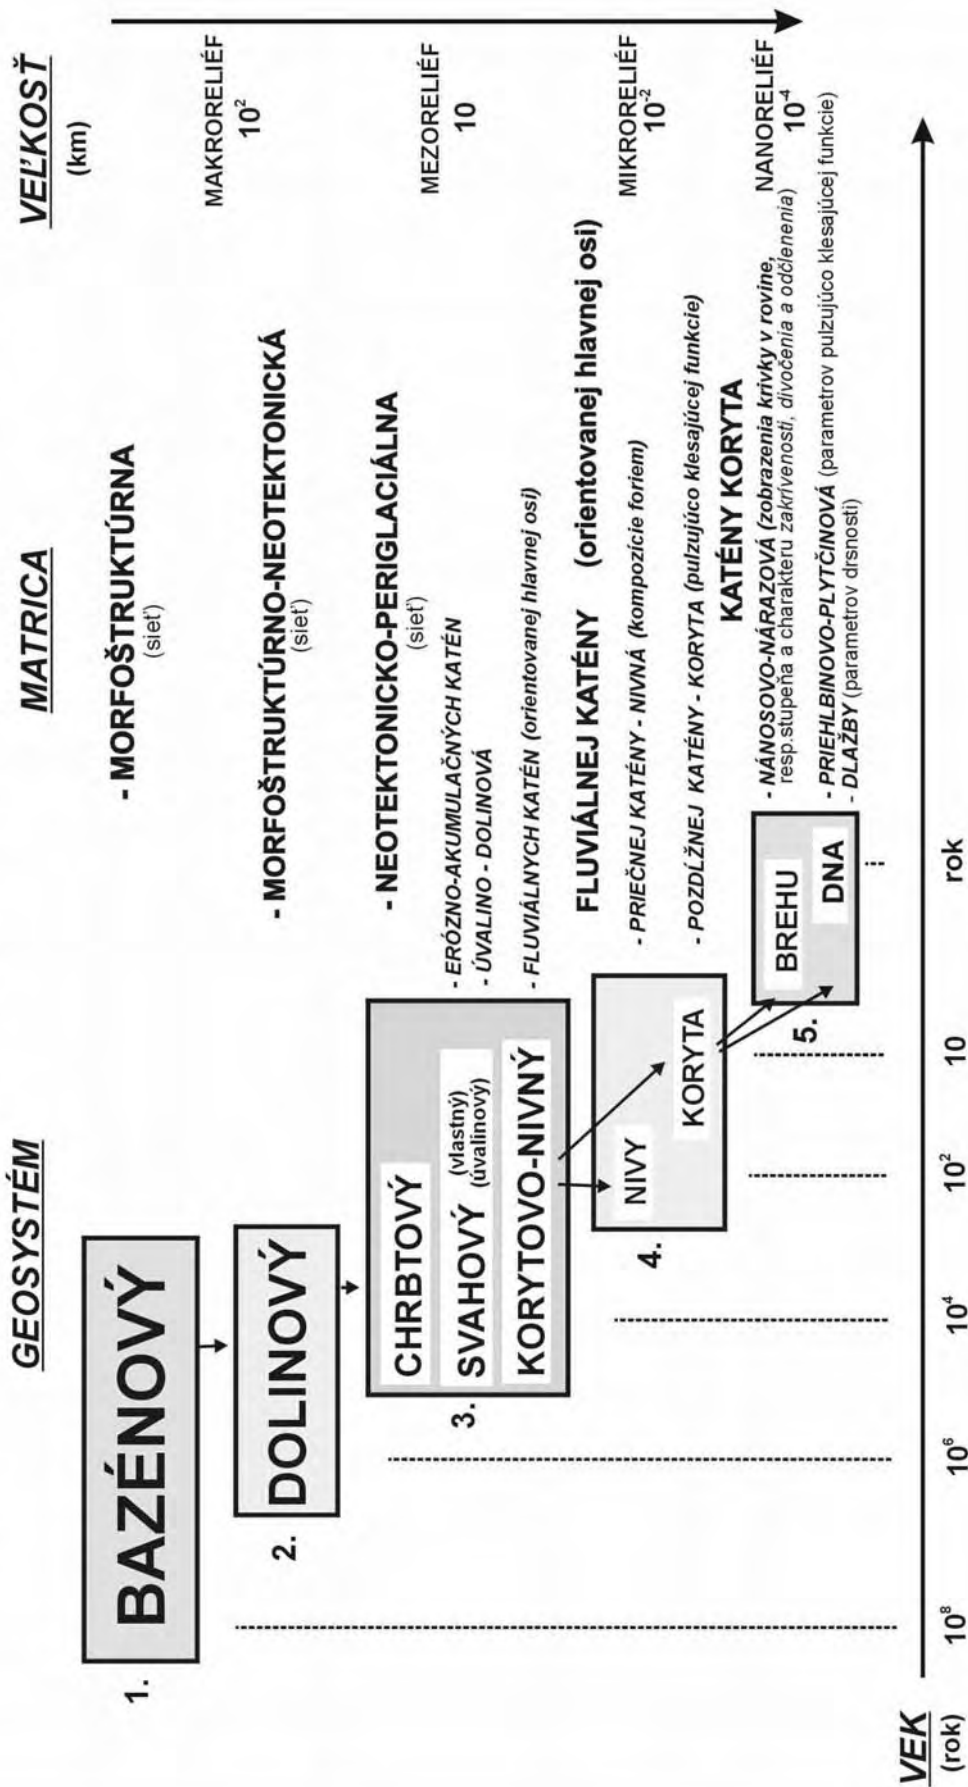 GEOSYSTÉM
MATRICA
VEĽKOSŤ
(km)
1.
BAZÉNOVÝ
- MORFOŠTRUKTÚRNA
(sieť)
MAKRORELIÉF
10²
2.
DOLINOVÝ
- MORFOŠTRUKTÚRNO-NEOTEKTONICKÁ
(sieť)
3.
CHRBTOVÝ
SVAHOVÝ
(vlastný)
(úvalinový)
KORYTOVO-NIVNÝ
- NEOTEKTONICKO-PERIGLACIÁLNA
(sieť)
- ERÓZNO-AKUMULAČNÝCH KATÉN
- ÚVALINO - DOLINOVÁ
- FLUVIÁLNYCH KATÉN (orientovanej hlavnej osi)
MEZORELIÉF
10
4.
NIVY
KORYTA
FLUVIÁLNEJ KATÉNY (orientovanej hlavnej osi)
- PRIEČNEJ KATÉNY - NIVNÁ (kompozície foriem)
- POZDĹŽNEJ KATÉNY - KORYTA (pulzujúco klesajúcej funkcie)
MIKRORELIÉF
10⁻²
5.
BREHU
DNA
KATÉNY KORYTA
- NÁNOSOVO-NÁRAZOVÁ (zobrazenia krivky v rovine,
resp.stupeňa a charakteru zakrivenosti, divočenia a odčlenenia)
- PRIEHLBINOVO-PLYTČINOVÁ (parametrov pulzujúco klesajúcej funkcie)
- DLAŽBY (parametrov drsnosti)
NANORELIÉF
10⁻⁴
VEK
(rok)
10⁸
10⁶
10⁴
10²
10
rok